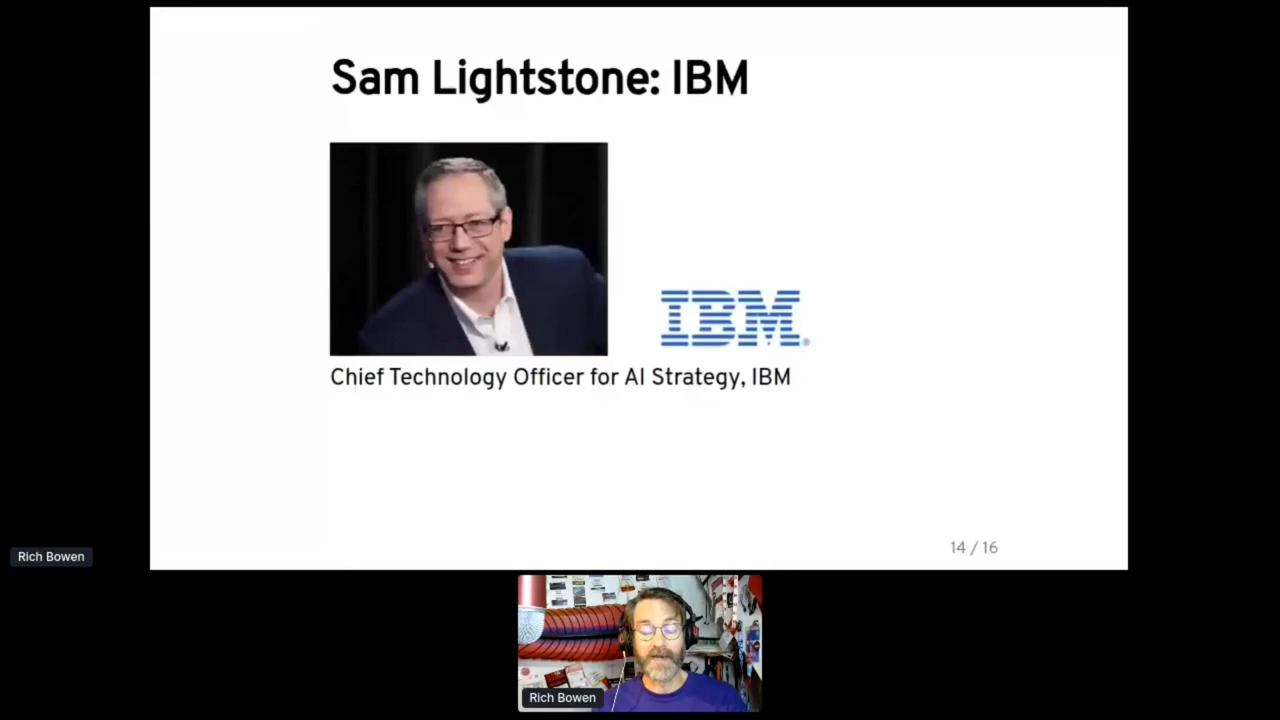 Sam Lightstone: IBM
IBM®
Chief Technology Officer for AI Strategy, IBM
14 / 16
Rich Bowen
Rich Bowen